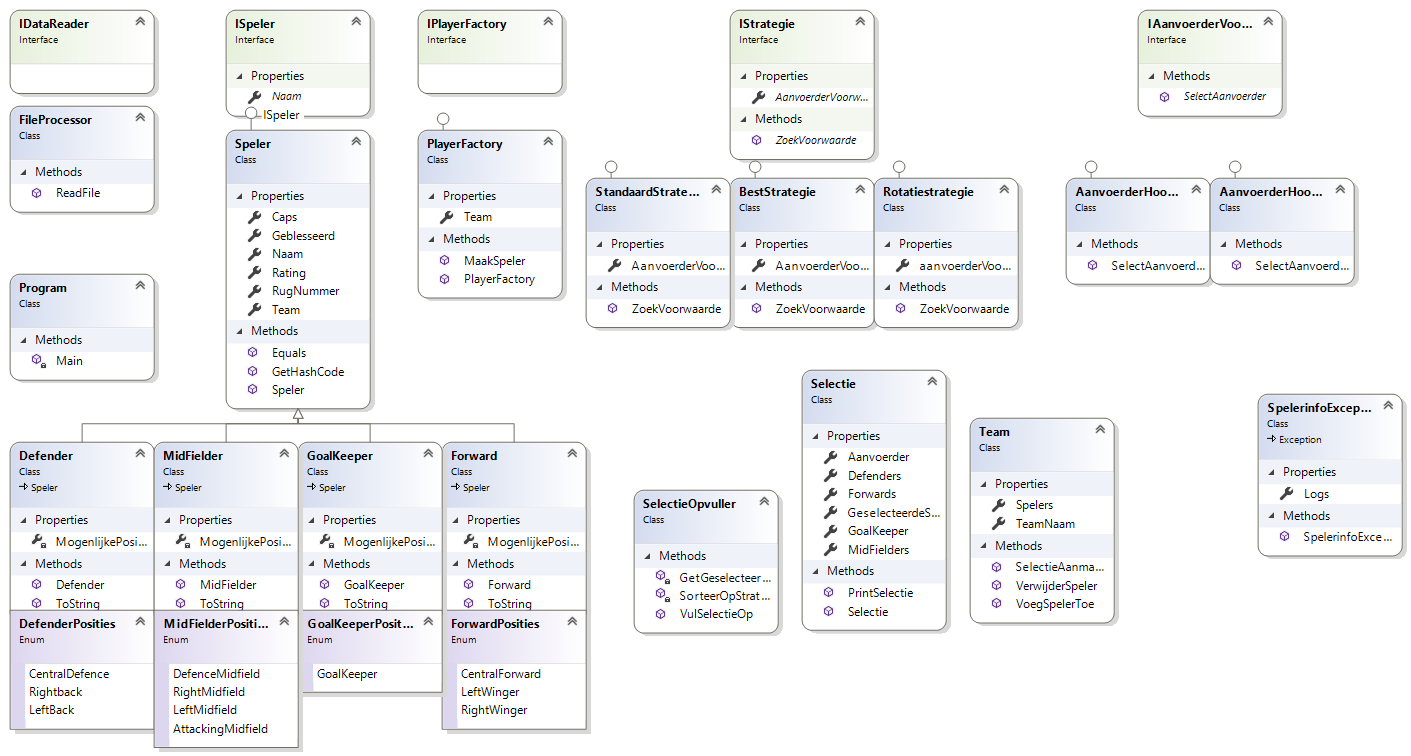 IDataReader
Interface
ISpeler
Interface
Properties
Naam
IPlayerFactory
Interface
IStrategie
Interface
Properties
AanvoerderVoorw...
Methods
ZoekVoorwaarde
IAanvoerderVoo...
Interface
Methods
SelectAanvoerder
FileProcessor
Class
Methods
ReadFile
ISpeler
Speler
Class
Properties
Caps
Geblesseerd
Naam
Rating
RugNummer
Team
Methods
Equals
GetHashCode
Speler
PlayerFactory
Class
Properties
Team
Methods
MaakSpeler
PlayerFactory
StandaardStrate...
Class
Properties
AanvoerderVoo...
Methods
ZoekVoorwaarde
BestStrategie
Class
Properties
AanvoerderVoo...
Methods
ZoekVoorwaarde
Rotatiestrategie
Class
Properties
aanvoerderVoo...
Methods
ZoekVoorwaarde
AanvoerderHoo...
Class
Methods
SelectAanvoerd...
AanvoerderHoo...
Class
Methods
SelectAanvoerd...
Program
Class
Methods
Main
Defender
Class
Speler
Properties
MogenlijkePosi...
Methods
Defender
ToString
MidFielder
Class
Speler
Properties
MogenlijkePosi...
Methods
MidFielder
ToString
GoalKeeper
Class
Speler
Properties
MogenlijkePosi...
Methods
GoalKeeper
ToString
Forward
Class
Speler
Properties
MogenlijkePosi...
Methods
Forward
ToString
SelectieOpvuller
Class
Methods
GetGeselecteer...
SorteerOpStrat...
VulSelectieOp
Selectie
Class
Properties
Aanvoerder
Defenders
Forwards
GeselecteerdeS...
GoalKeeper
MidFielders
Methods
PrintSelectie
Selectie
Team
Class
Properties
Spelers
TeamNaam
Methods
SelectieAanma...
VerwijderSpeler
VoegSpelerToe
SpelerinfoExcep...
Class
Exception
Properties
Logs
Methods
SpelerinfoExce...
DefenderPosities
Enum
CentralDefence
Rightback
LeftBack
MidFielderPositi...
Enum
DefenceMidfield
RightMidfield
LeftMidfield
AttackingMidfield
GoalKeeperPosit...
Enum
GoalKeeper
ForwardPosities
Enum
CentralForward
LeftWinger
RightWinger